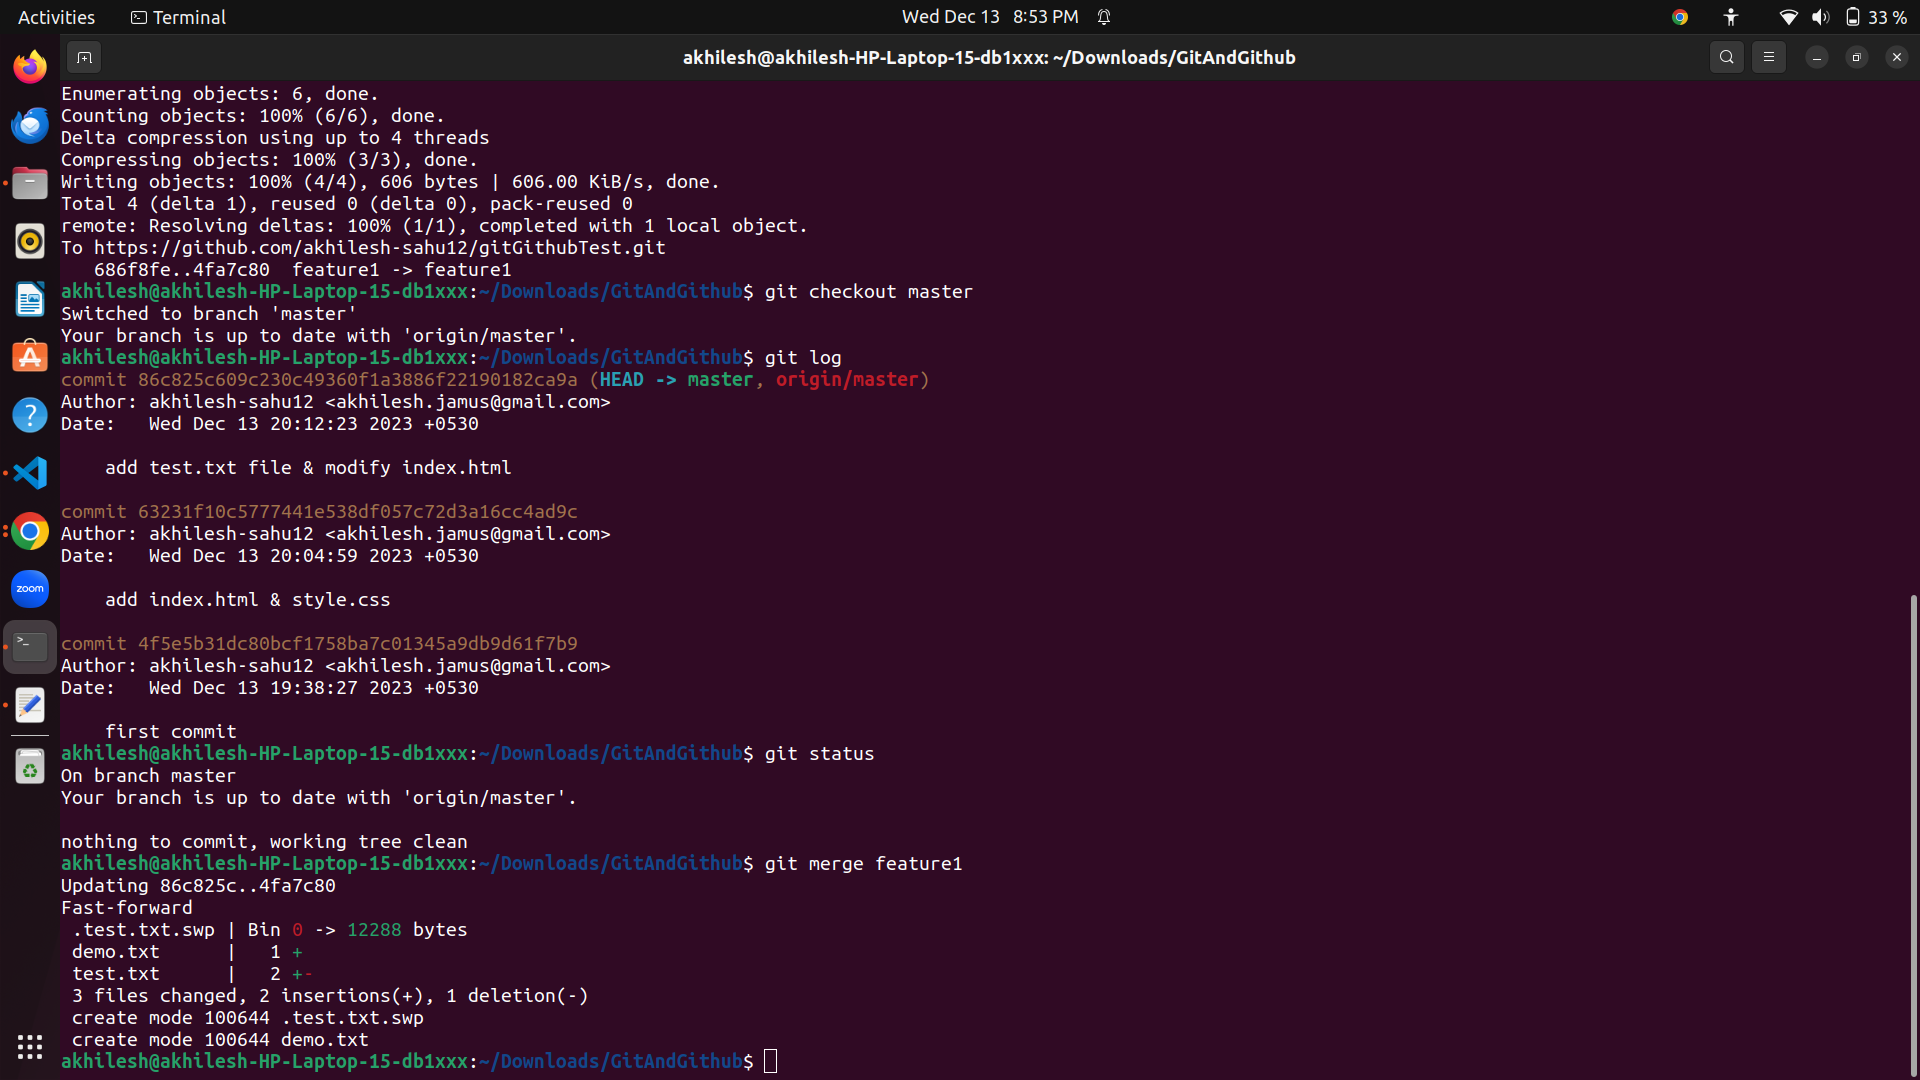 Activities Terminal Wed Dec 13 8:53 PM 33 %
akhilesh@akhilesh-HP-Laptop-15-db1xxx: ~/Downloads/GitAndGithub
Enumerating objects: 6, done.
Counting objects: 100% (6/6), done.
Delta compression using up to 4 threads
Compressing objects: 100% (3/3), done.
Writing objects: 100% (4/4), 606 bytes | 606.00 KiB/s, done.
Total 4 (delta 1), reused 0 (delta 0), pack-reused 0
remote: Resolving deltas: 100% (1/1), completed with 1 local object.
To https://github.com/akhilesh-sahu12/gitGithubTest.git
   686f8fe..4fa7c80  feature1 -> feature1
akhilesh@akhilesh-HP-Laptop-15-db1xxx:~/Downloads/GitAndGithub$ git checkout master
Switched to branch 'master'
Your branch is up to date with 'origin/master'.
akhilesh@akhilesh-HP-Laptop-15-db1xxx:~/Downloads/GitAndGithub$ git log
commit 86c825c609c230c49360f1a3886f22190182ca9a (HEAD -> master, origin/master)
Author: akhilesh-sahu12 <akhilesh.jamus@gmail.com>
Date:   Wed Dec 13 20:12:23 2023 +0530
    add test.txt file & modify index.html
commit 63231f10c5777441e538df057c72d3a16cc4ad9c
Author: akhilesh-sahu12 <akhilesh.jamus@gmail.com>
Date:   Wed Dec 13 20:04:59 2023 +0530
    add index.html & style.css
commit 4f5e5b31dc80bcf1758ba7c01345a9db9d61f7b9
Author: akhilesh-sahu12 <akhilesh.jamus@gmail.com>
Date:   Wed Dec 13 19:38:27 2023 +0530
    first commit
akhilesh@akhilesh-HP-Laptop-15-db1xxx:~/Downloads/GitAndGithub$ git status
On branch master
Your branch is up to date with 'origin/master'.
nothing to commit, working tree clean
akhilesh@akhilesh-HP-Laptop-15-db1xxx:~/Downloads/GitAndGithub$ git merge feature1
Updating 86c825c..4fa7c80
Fast-forward
 .test.txt.swp | Bin 0 -> 12288 bytes
 demo.txt      |   1 +
 test.txt      |   2 +-
 3 files changed, 2 insertions(+), 1 deletion(-)
 create mode 100644 .test.txt.swp
 create mode 100644 demo.txt
akhilesh@akhilesh-HP-Laptop-15-db1xxx:~/Downloads/GitAndGithub$
zoom